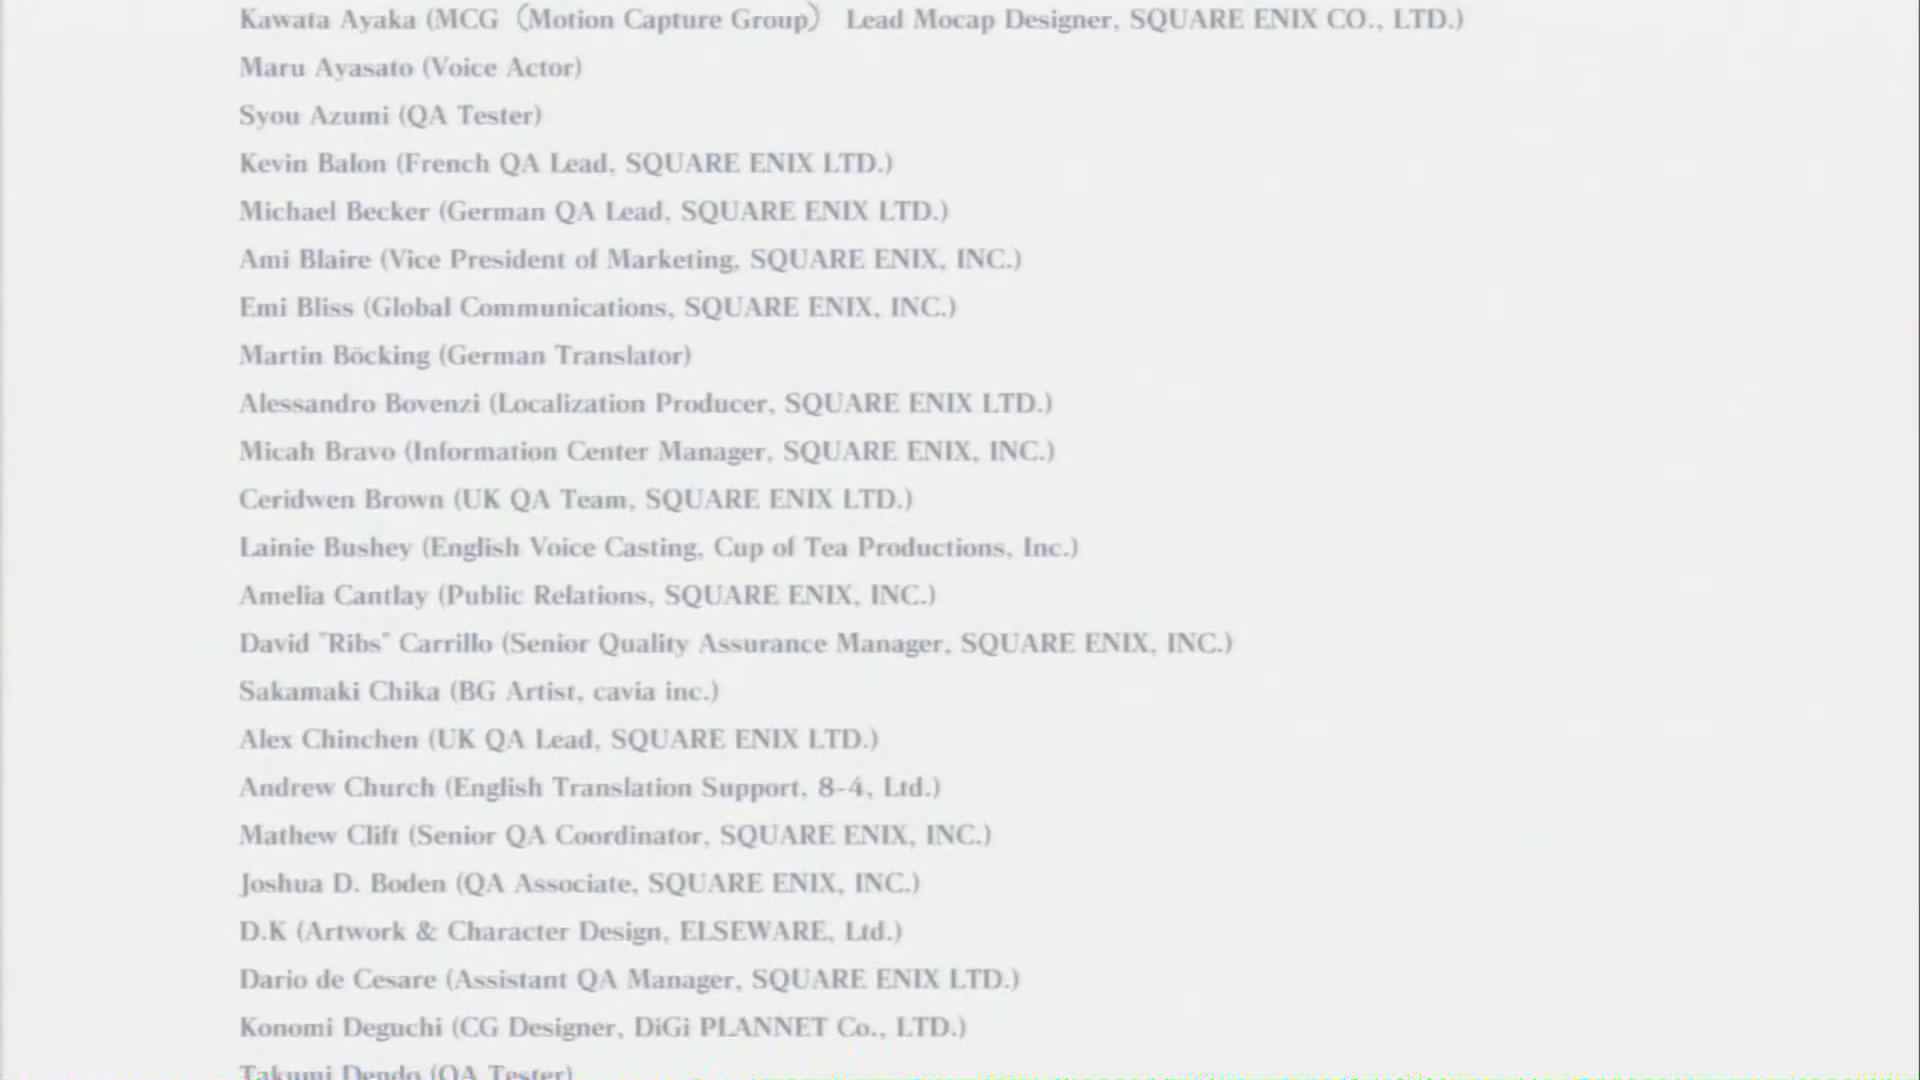 Kawata Ayaka (MCG（Motion Capture Group） Lead Mocap Designer, SQUARE ENIX CO., LTD.)
Maru Ayasato (Voice Actor)
Syou Azumi (QA Tester)
Kevin Balon (French QA Lead, SQUARE ENIX LTD.)
Michael Becker (German QA Lead, SQUARE ENIX LTD.)
Ami Blaire (Vice President of Marketing, SQUARE ENIX, INC.)
Emi Bliss (Global Communications, SQUARE ENIX, INC.)
Martin Böcking (German Translator)
Alessandro Bovenzi (Localization Producer, SQUARE ENIX LTD.)
Micah Bravo (Information Center Manager, SQUARE ENIX, INC.)
Ceridwen Brown (UK QA Team, SQUARE ENIX LTD.)
Lainie Bushey (English Voice Casting, Cup of Tea Productions, Inc.)
Amelia Cantlay (Public Relations, SQUARE ENIX, INC.)
David "Ribs" Carrillo (Senior Quality Assurance Manager, SQUARE ENIX, INC.)
Sakamaki Chika (BG Artist, cavia inc.)
Alex Chinchen (UK QA Lead, SQUARE ENIX LTD.)
Andrew Church (English Translation Support, 8-4, Ltd.)
Mathew Clift (Senior QA Coordinator, SQUARE ENIX, INC.)
Joshua D. Boden (QA Associate, SQUARE ENIX, INC.)
D.K (Artwork & Character Design, ELSEWARE, Ltd.)
Dario de Cesare (Assistant QA Manager, SQUARE ENIX LTD.)
Konomi Deguchi (CG Designer, DiGi PLANNET Co., LTD.)
Takumi Dendo (QA Tester)